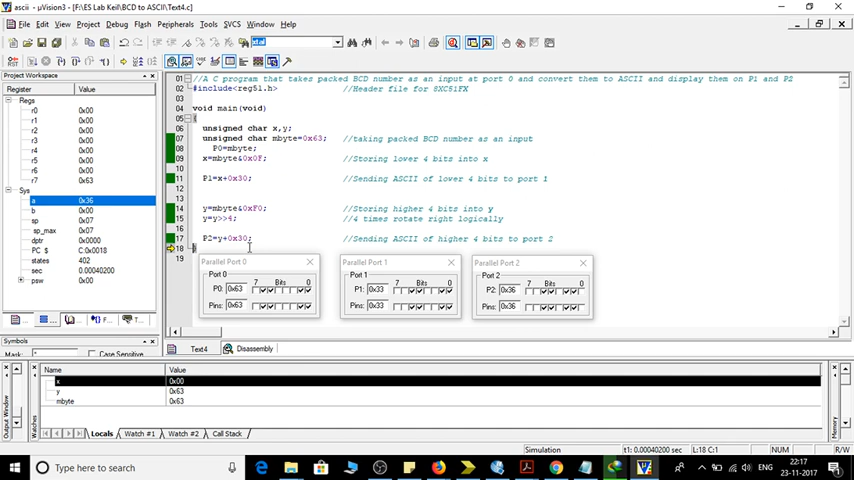 ascii - µVision3 - [F:\ES Lab Keil\BCD to ASCII\Text4.c]
File Edit View Project Debug Flash Peripherals Tools SVCS Window Help
Project Workspace
Register Value
Regs
r0 0x00
r1 0x00
r2 0x00
r3 0x00
r4 0x00
r5 0x00
r6 0x00
r7 0x63
Sys
a 0x36
b 0x00
sp 0x07
sp_max 0x07
dptr 0x0000
PC $ C:0x0018
states 402
sec 0.00040200
psw 0x00
01 //A C program that takes packed BCD number as an input at port 0 and convert them to ASCII and display them on P1 and P2
02 #include<reg51.h> //Header file for 8XC51FX
03
04 void main(void)
05 {
06 unsigned char x,y;
07 unsigned char mbyte=0x63; //taking packed BCD number as an input
08 P0=mbyte;
09 x=mbyte&0x0F; //Storing lower 4 bits into x
10
11 P1=x+0x30; //Sending ASCII of lower 4 bits to port 1
12
13
14 y=mbyte&0xF0; //Storing higher 4 bits into y
15 y=y>>4; //4 times rotate right logically
16
17 P2=y+0x30; //Sending ASCII of higher 4 bits to port 2
18 }
19
Parallel Port 0
Port 0
7 Bits 0
P0: 0x63
Pins: 0x63
Parallel Port 1
Port 1
7 Bits 0
P1: 0x33
Pins: 0x33
Parallel Port 2
Port 2
7 Bits 0
P2: 0x36
Pins: 0x36
Text4 Disassembly
Symbols
Mask: * Case Sensitive
Name Value
x 0x00
y 0x63
mbyte 0x63
Locals Watch #1 Watch #2 Call Stack
Output Window
Watches
Memory
Simulation t1: 0.00040200 sec L:18 C:1 NUM R/W
Type here to search
ENG
22:17
23-11-2017